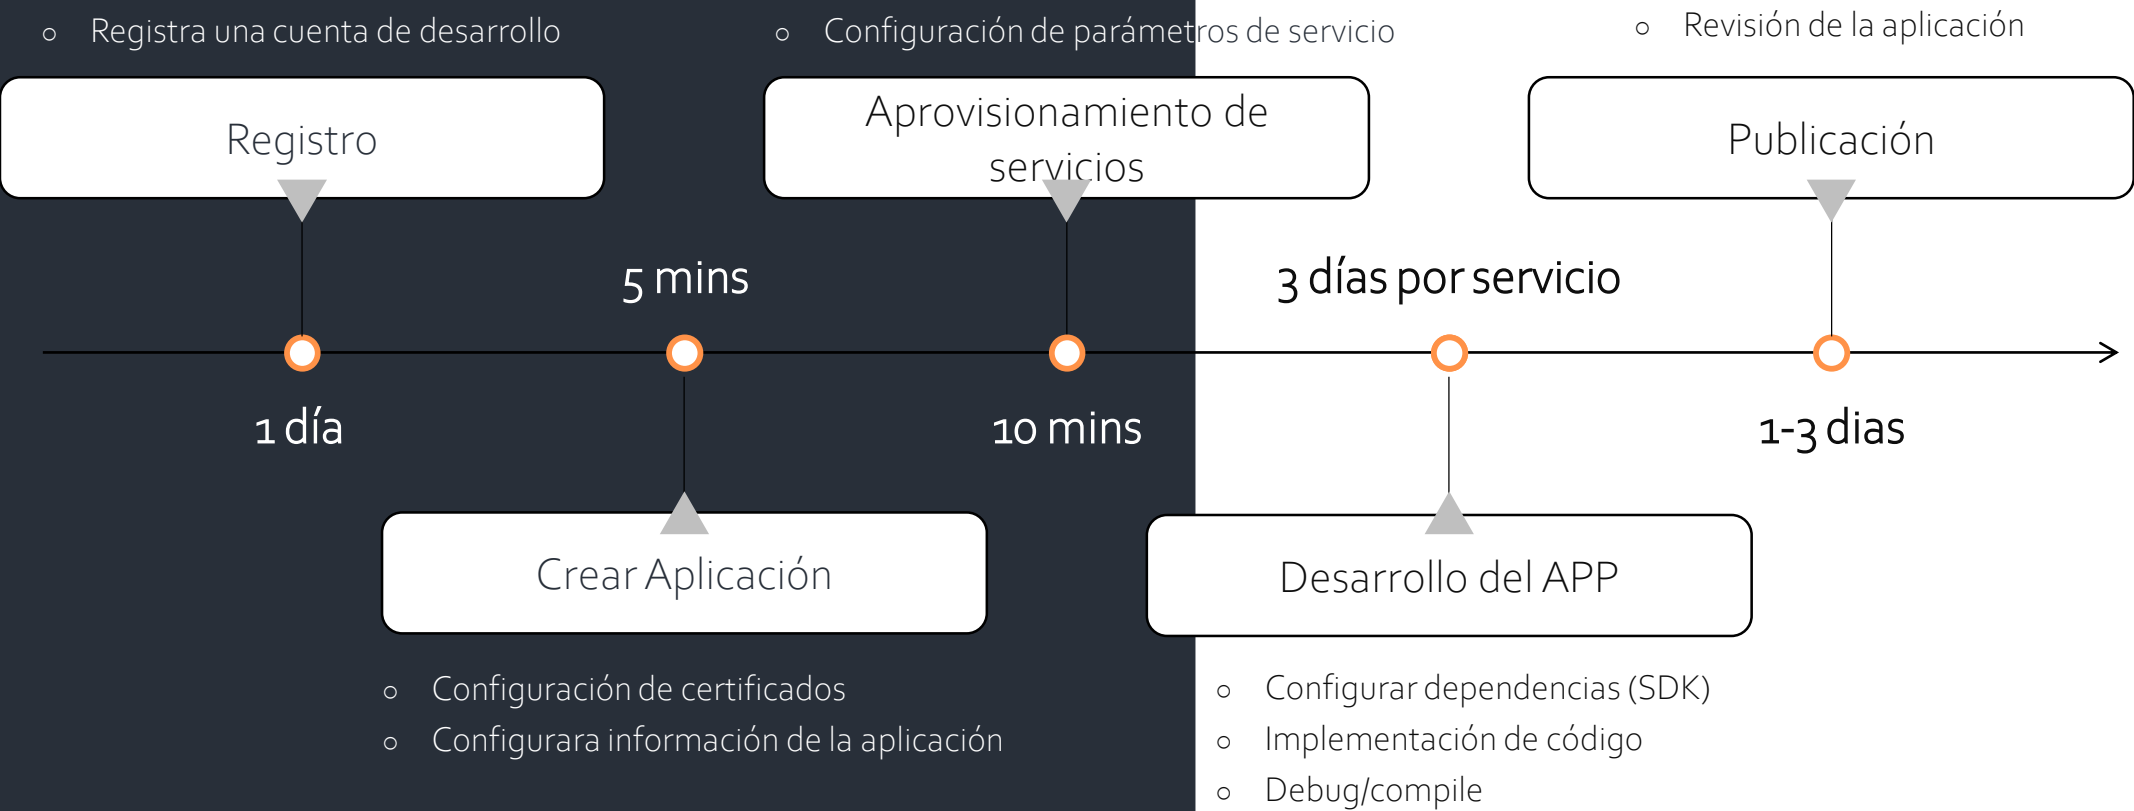 Registra una cuenta de desarrollo
Configuración de parámetros de servicio
Revisión de la aplicación
Registro
Aprovisionamiento de
servicios
Publicación
5 mins
3 días por servicio
1 día
10 mins
1-3 dias
Crear Aplicación
Desarrollo del APP
Configuración de certificados
Configurara información de la aplicación
Configurar dependencias (SDK)
Implementación de código
Debug/compile